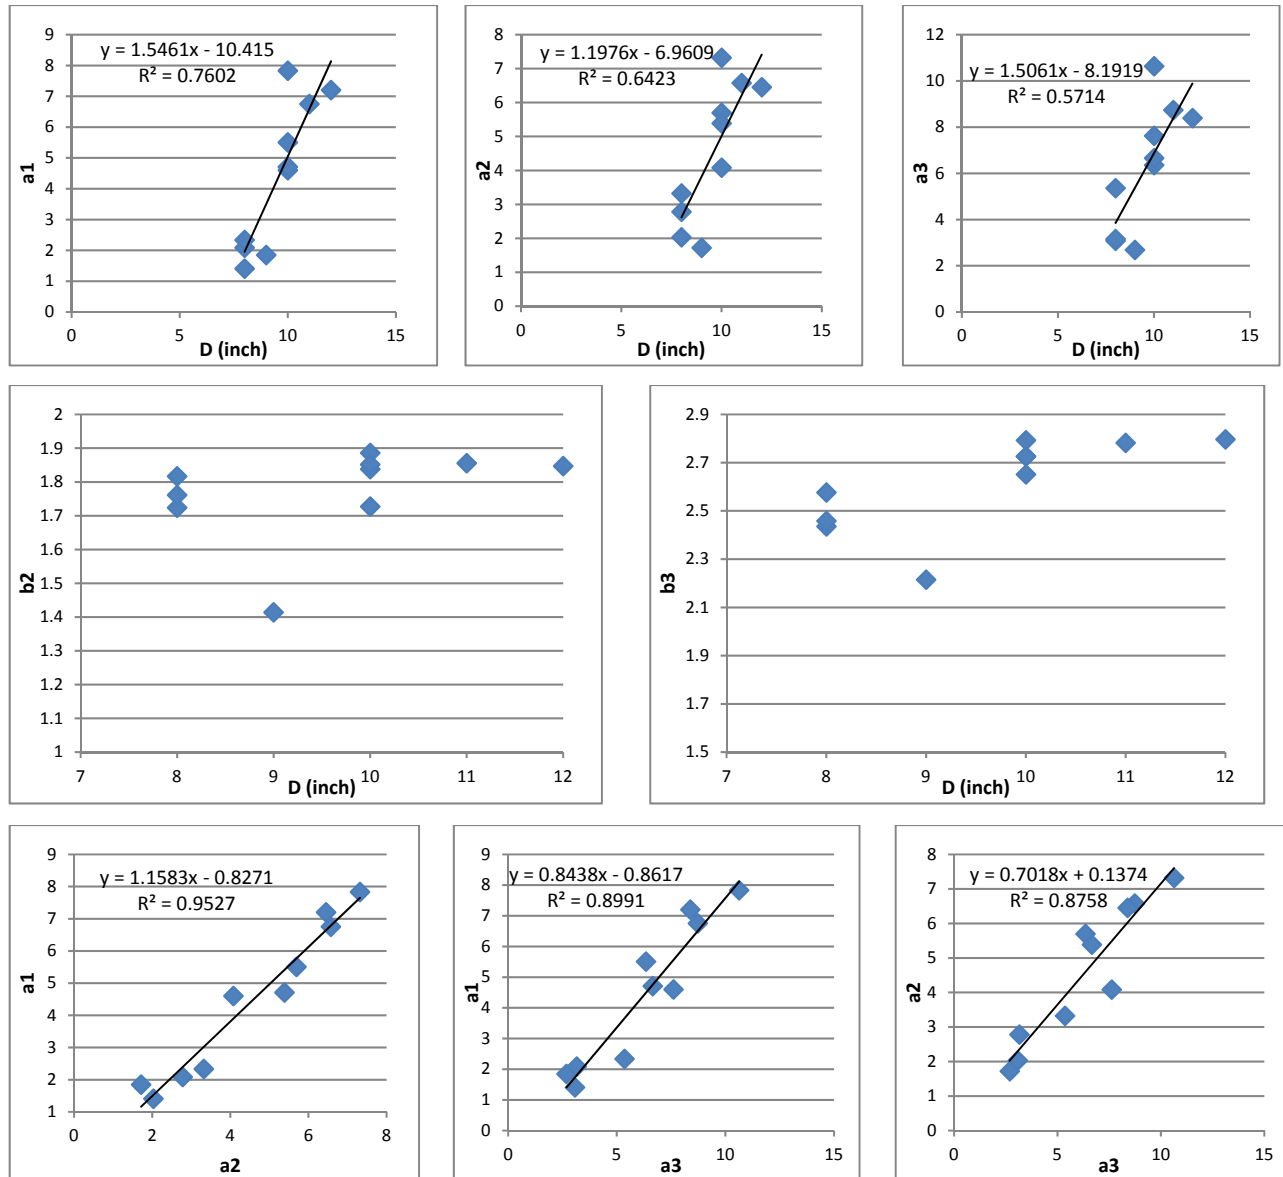 9
8
7
6
5
4
3
2
1
0
y = 1.5461x - 10.415
R² = 0.7602
a1
0 5 10 15
D (inch)
8
7
6
5
4
3
2
1
0
y = 1.1976x - 6.9609
R² = 0.6423
a2
0 5 10 15
D (inch)
12
10
8
6
4
2
0
y = 1.5061x - 8.1919
R² = 0.5714
a3
0 5 10 15
D (inch)
2
1.9
1.8
1.7
1.6
1.5
1.4
1.3
1.2
1.1
1
b2
7 8 9 10 11 12
D (inch)
2.9
2.7
2.5
2.3
2.1
1.9
1.7
1.5
b3
7 8 9 10 11 12
D (inch)
9
8
7
6
5
4
3
2
1
y = 1.1583x - 0.8271
R² = 0.9527
a1
0 2 4 6 8
a2
9
8
7
6
5
4
3
2
1
0
y = 0.8438x - 0.8617
R² = 0.8991
a1
0 5 10 15
a3
8
7
6
5
4
3
2
1
0
y = 0.7018x + 0.1374
R² = 0.8758
a2
0 5 10 15
a3